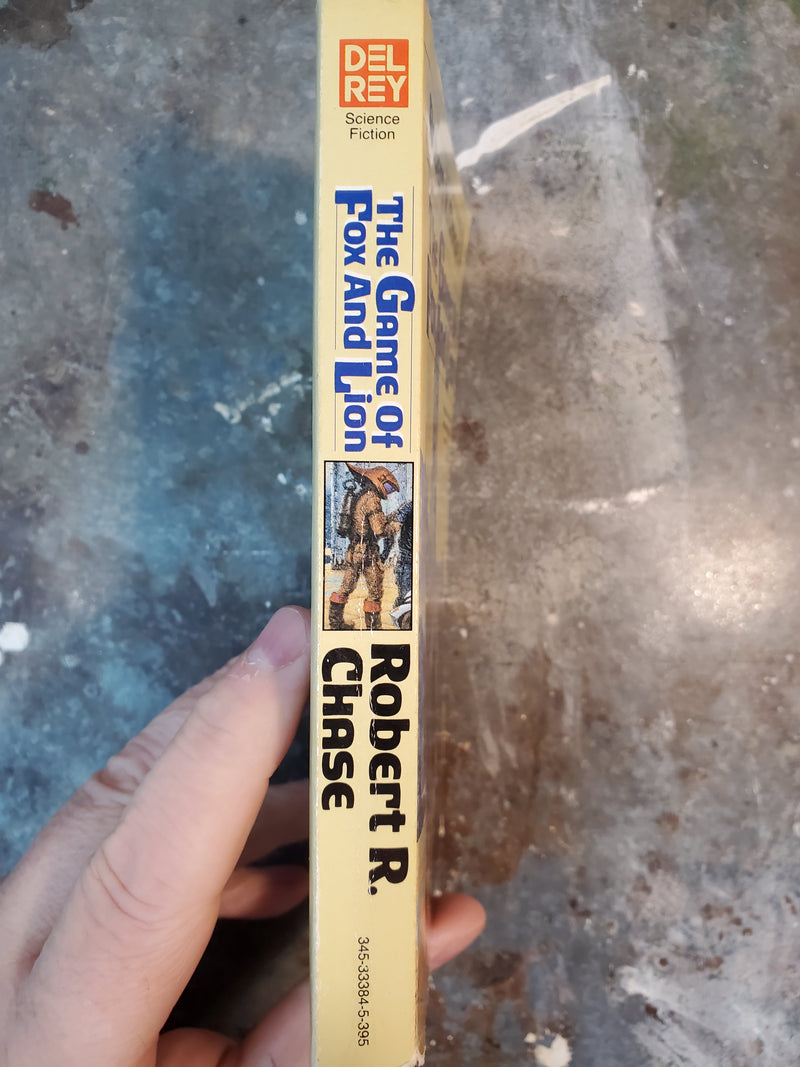 DEL
REY
Science
Fiction
The Game Of
Fox And Lion
Robert R.
Chase
345-33384-5-395